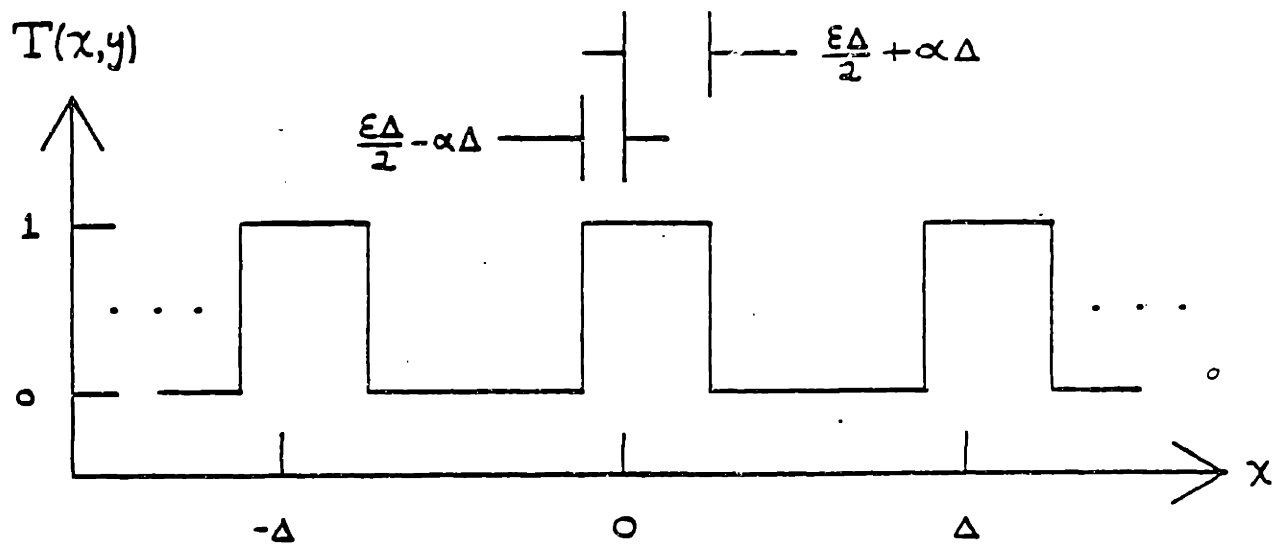 T(x,y)
εΔ/2 + αΔ
εΔ/2 - αΔ
1
. . .
. . .
0
x
-Δ
0
Δ